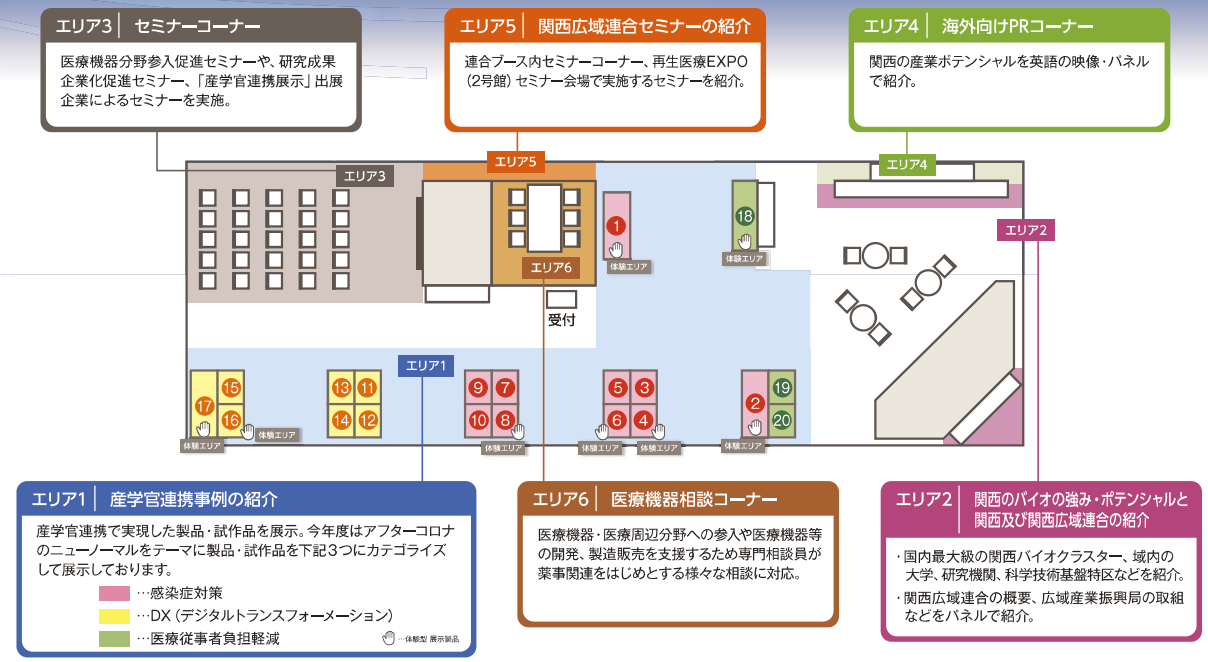 エリア3 セミナーコーナー
医療機器分野参入促進セミナーや、研究成果
企業化促進セミナー、「産学官連携展示」出展
企業によるセミナーを実施。
エリア5 関西広域連合セミナーの紹介
連合ブース内セミナーコーナー、再生医療EXPO
（2号館）セミナー会場で実施するセミナーを紹介。
エリア4 海外向けPRコーナー
関西の産業ポテンシャルを英語の映像・パネル
で紹介。
エリア3
エリア5
エリア4
エリア2
エリア6
受付
1
体験エリア
18
体験エリア
エリア1
17
15
16
体験エリア
体験エリア
13
11
14
12
9
7
10
8
体験エリア
5
3
6
4
体験エリア
体験エリア
2
19
20
体験エリア
エリア1 産学官連携事例の紹介
産学官連携で実現した製品・試作品を展示。今年度はアフターコロナ
のニューノーマルをテーマに製品・試作品を下記3つにカテゴライズ
して展示しております。
…感染症対策
…DX（デジタルトランスフォーメーション）
…医療従事者負担軽減
…体験型 展示製品
エリア6 医療機器相談コーナー
医療機器・医療周辺分野への参入や医療機器等
の開発、製造販売を支援するため専門相談員が
薬事関連をはじめとする様々な相談に対応。
エリア2 関西のバイオの強み・ポテンシャルと
関西及び関西広域連合の紹介
・国内最大級の関西バイオクラスター、域内の
大学、研究機関、科学技術基盤特区などを紹介。
・関西広域連合の概要、広域産業振興局の取組
などをパネルで紹介。